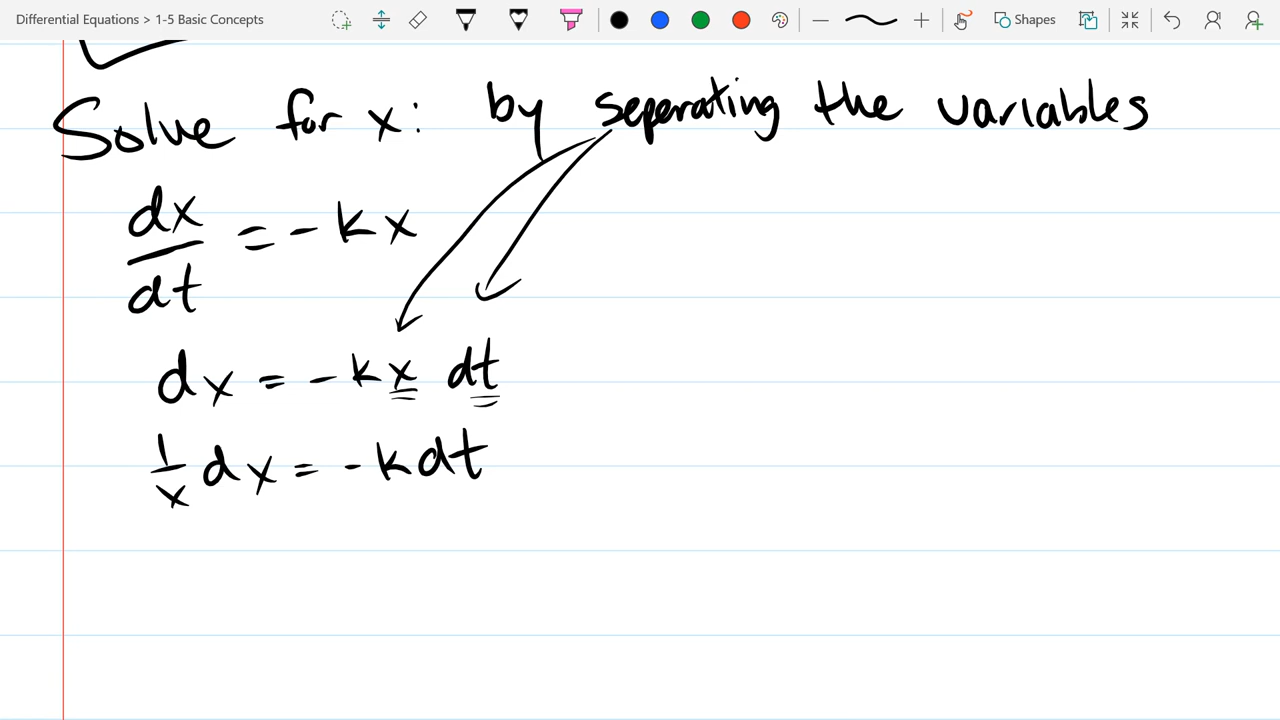 Differential Equations > 1-5 Basic Concepts
Shapes
Solve for x: by seperating the variables
dx/dt = -kx
dx = -kx dt
1/x dx = -k dt